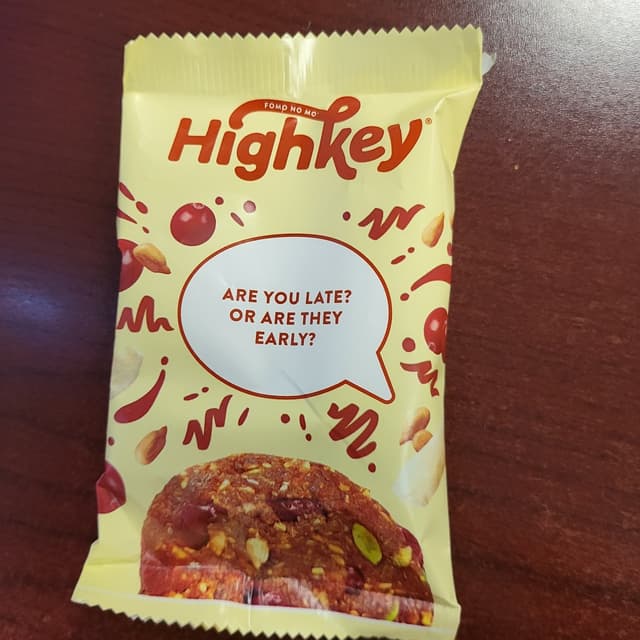 FOMO NO MO'
Highkey®
ARE YOU LATE?
OR ARE THEY
EARLY?